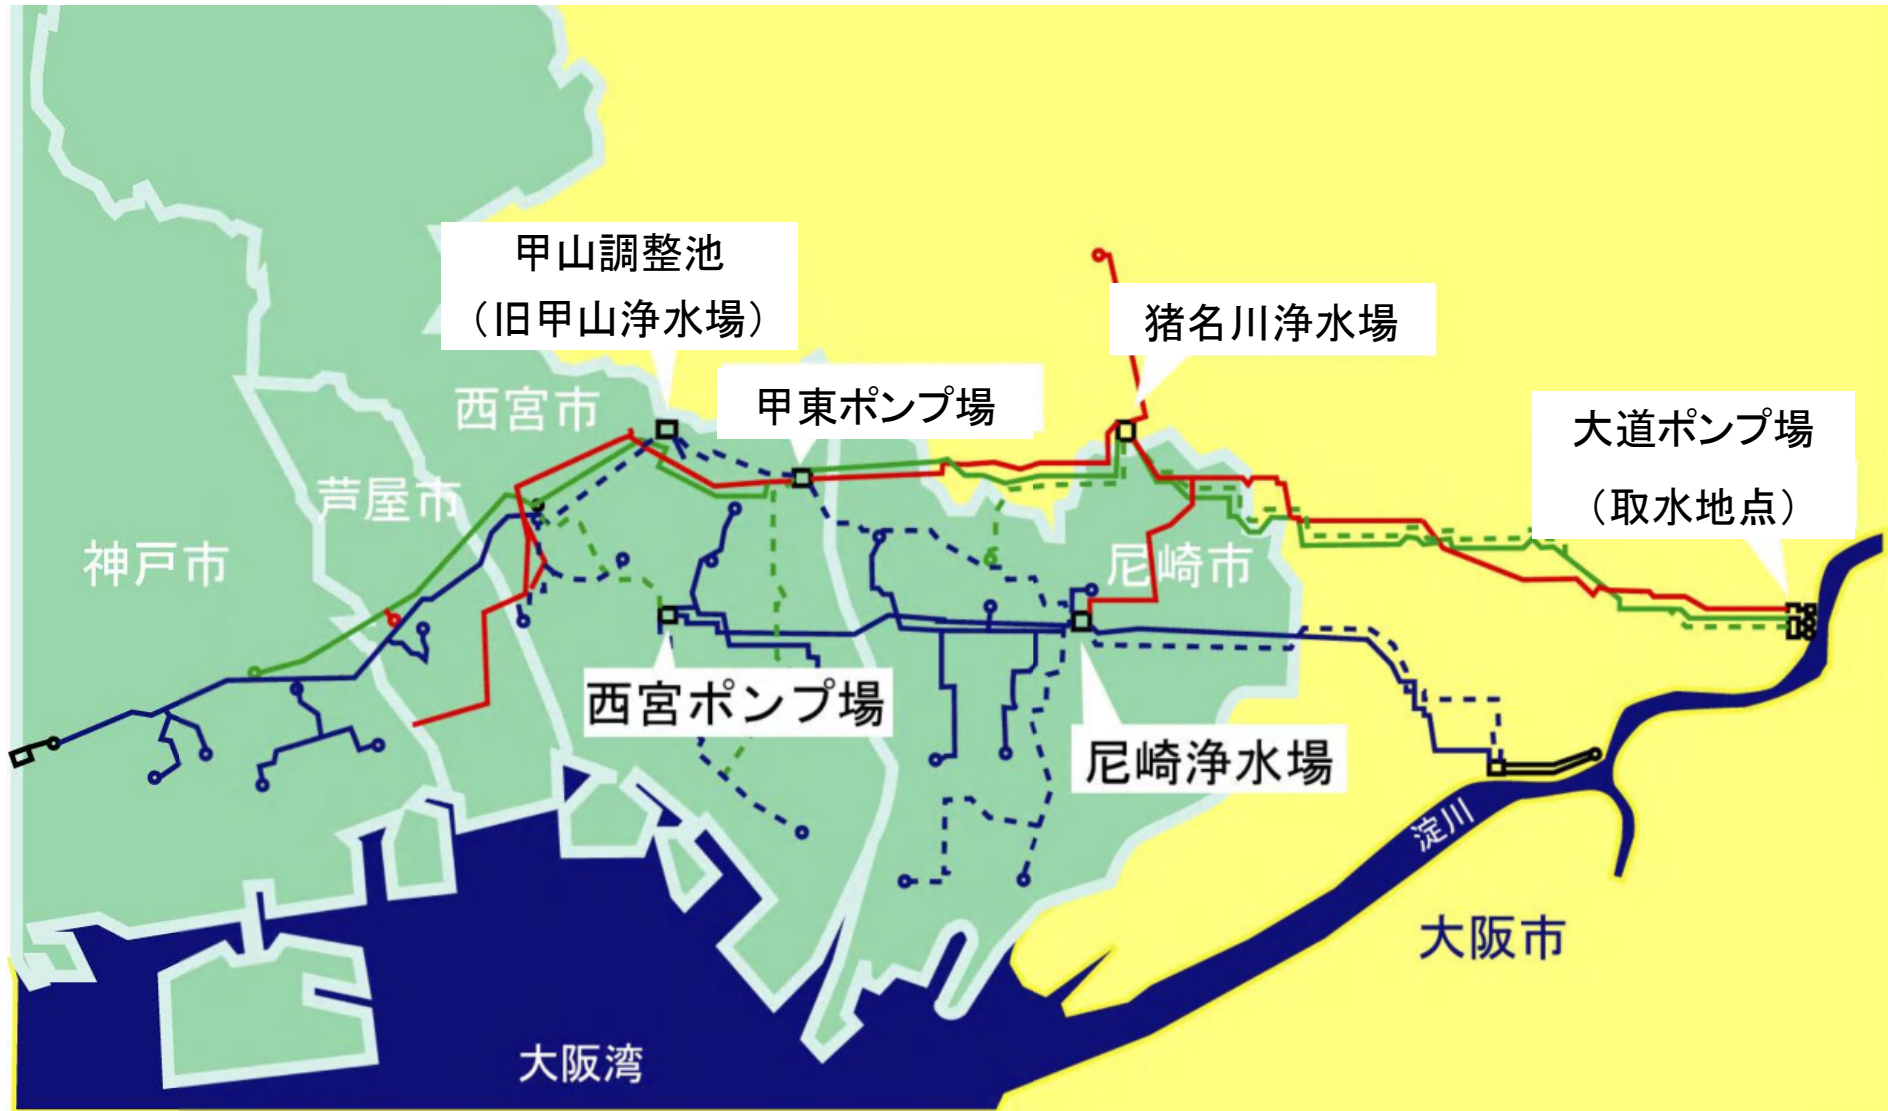 甲山調整池
（旧甲山浄水場）
猪名川浄水場
西宮市
甲東ポンプ場
大道ポンプ場
（取水地点）
芦屋市
神戸市
尼崎市
西宮ポンプ場
尼崎浄水場
淀川
大阪市
大阪湾